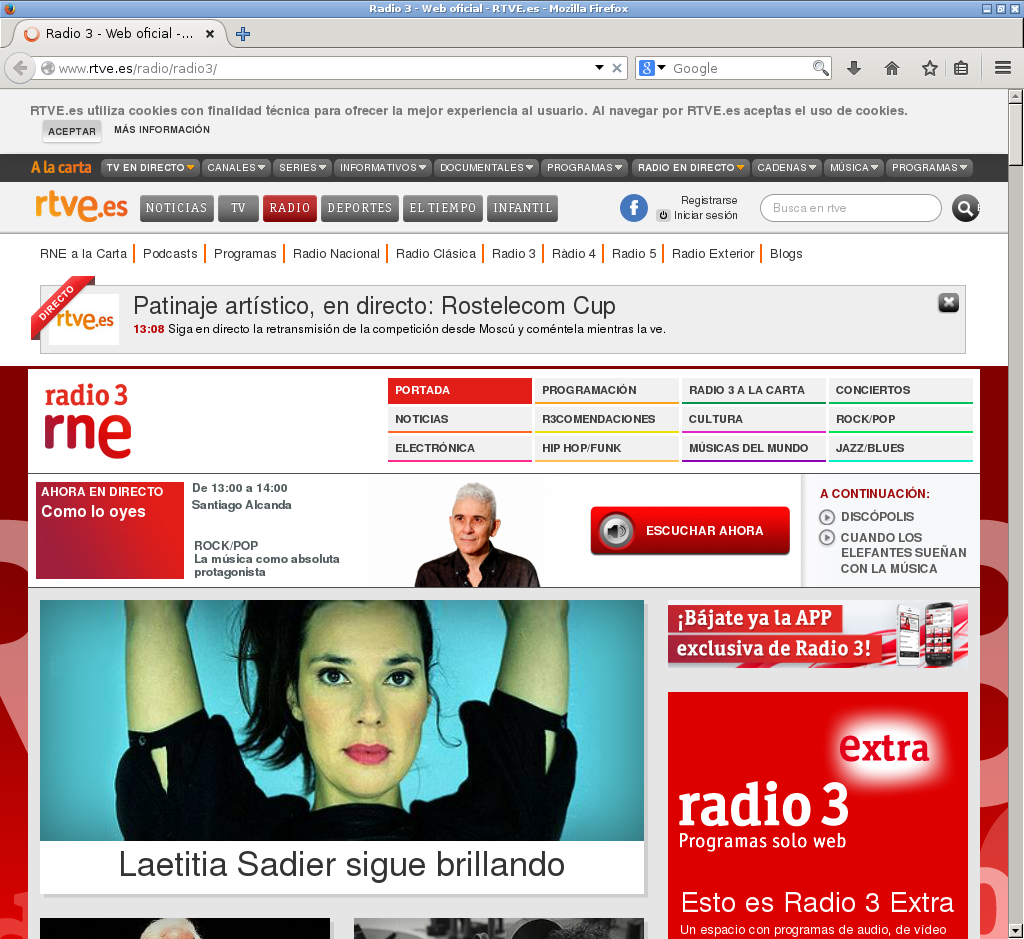 Radio 3 - Web oficial - RTVE.es - Mozilla Firefox
Radio 3 - Web oficial -...
www.rtve.es/radio/radio3/
Google
RTVE.es utiliza cookies con finalidad técnica para ofrecer la mejor experiencia al usuario. Al navegar por RTVE.es aceptas el uso de cookies.
ACEPTAR MÁS INFORMACIÓN
A la carta TV EN DIRECTO CANALES SERIES INFORMATIVOS DOCUMENTALES PROGRAMAS RADIO EN DIRECTO CADENAS MÚSICA PROGRAMAS
rtve.es NOTICIAS TV RADIO DEPORTES EL TIEMPO INFANTIL
Registrarse
Iniciar sesión
Busca en rtve
RNE a la Carta Podcasts Programas Radio Nacional Radio Clásica Radio 3 Ràdio 4 Radio 5 Radio Exterior Blogs
DIRECTO
rtve.es
Patinaje artístico, en directo: Rostelecom Cup
13:08 Siga en directo la retransmisión de la competición desde Moscú y coméntela mientras la ve.
radio 3
rne
PORTADA PROGRAMACIÓN RADIO 3 A LA CARTA CONCIERTOS
NOTICIAS R3COMENDACIONES CULTURA ROCK/POP
ELECTRÓNICA HIP HOP/FUNK MÚSICAS DEL MUNDO JAZZ/BLUES
AHORA EN DIRECTO
Como lo oyes
De 13:00 a 14:00
Santiago Alcanda
ROCK/POP
La música como absoluta
protagonista
ESCUCHAR AHORA
A CONTINUACIÓN:
DISCÓPOLIS
CUANDO LOS
ELEFANTES SUEÑAN
CON LA MÚSICA
Laetitia Sadier sigue brillando
¡Bájate ya la APP
exclusiva de Radio 3!
extra
radio 3
Programas solo web
Esto es Radio 3 Extra
Un espacio con programas de audio, de vídeo